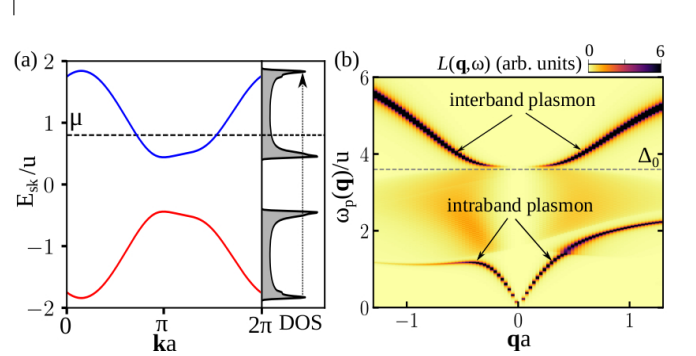 (a)
2
1
0
−1
−2
E_sk/u
μ
0
π
2π
DOS
ka
(b)
L(q,ω) (arb. units)
0
6
6
4
2
0
ω_p(q)/u
interband plasmon
Δ_0
intraband plasmon
−1
0
1
qa